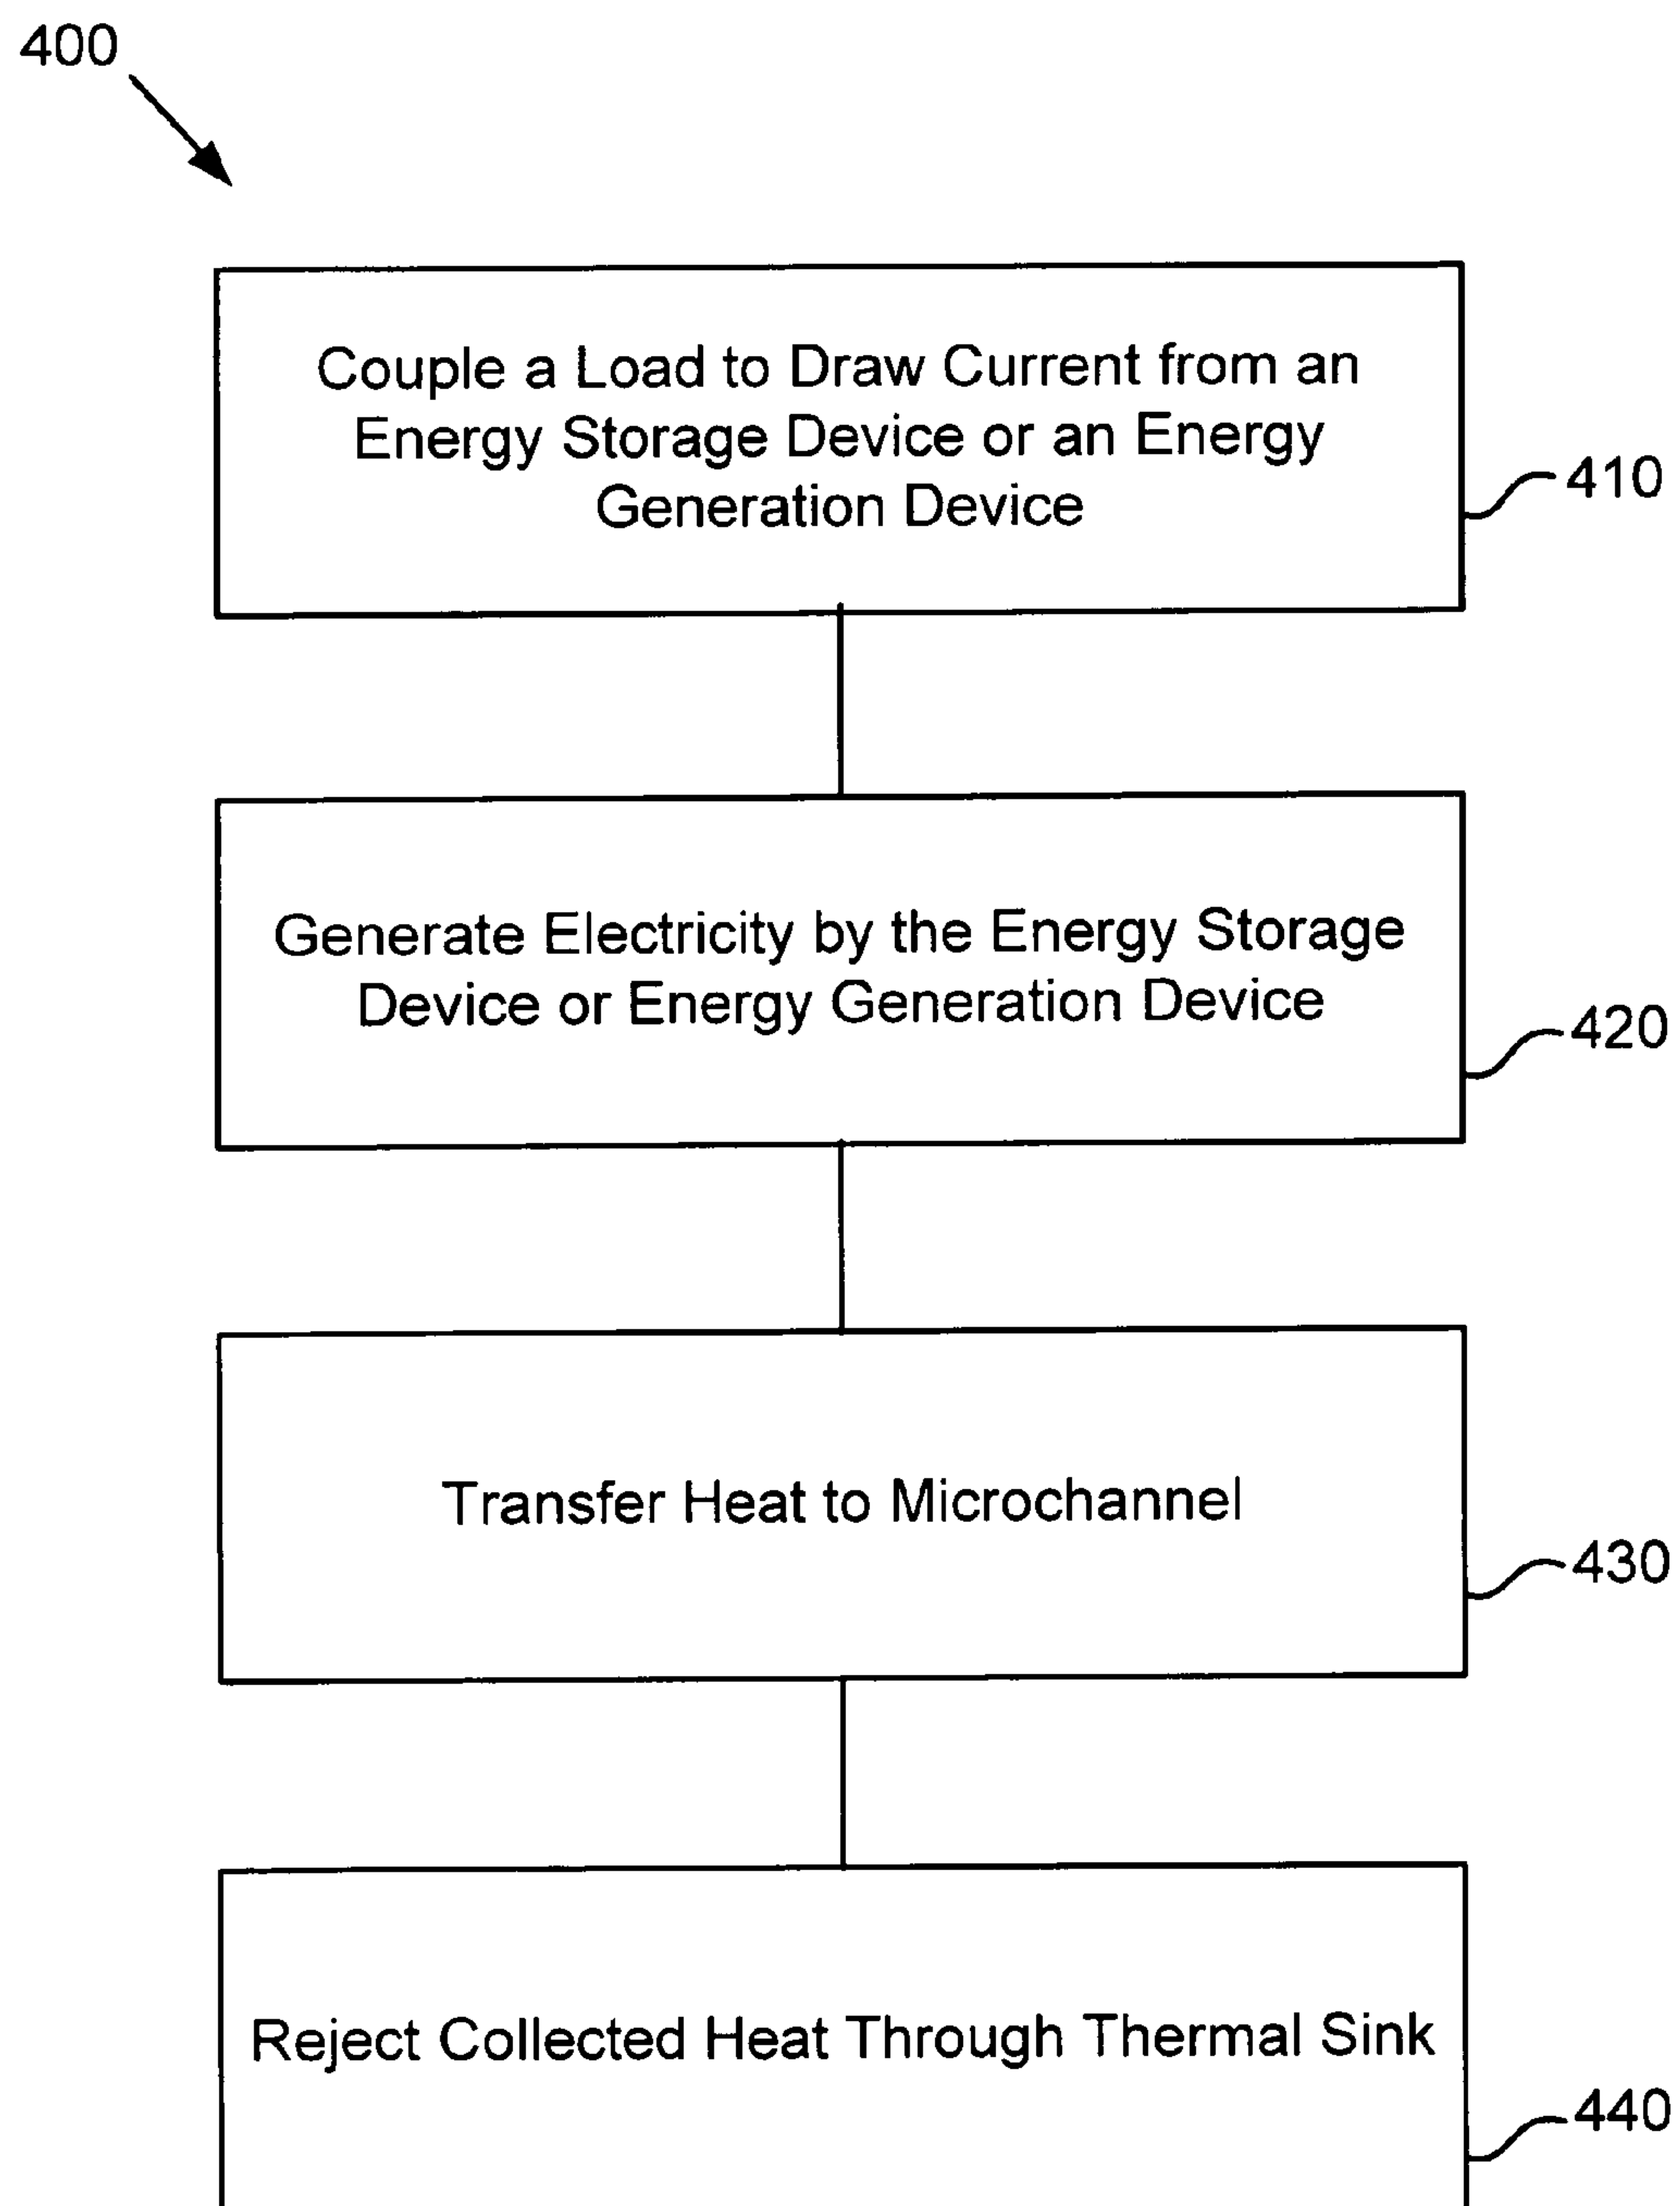 400
Couple a Load to Draw Current from an
Energy Storage Device or an Energy
Generation Device
410
Generate Electricity by the Energy Storage
Device or Energy Generation Device
420
Transfer Heat to Microchannel
430
Reject Collected Heat Through Thermal Sink
440